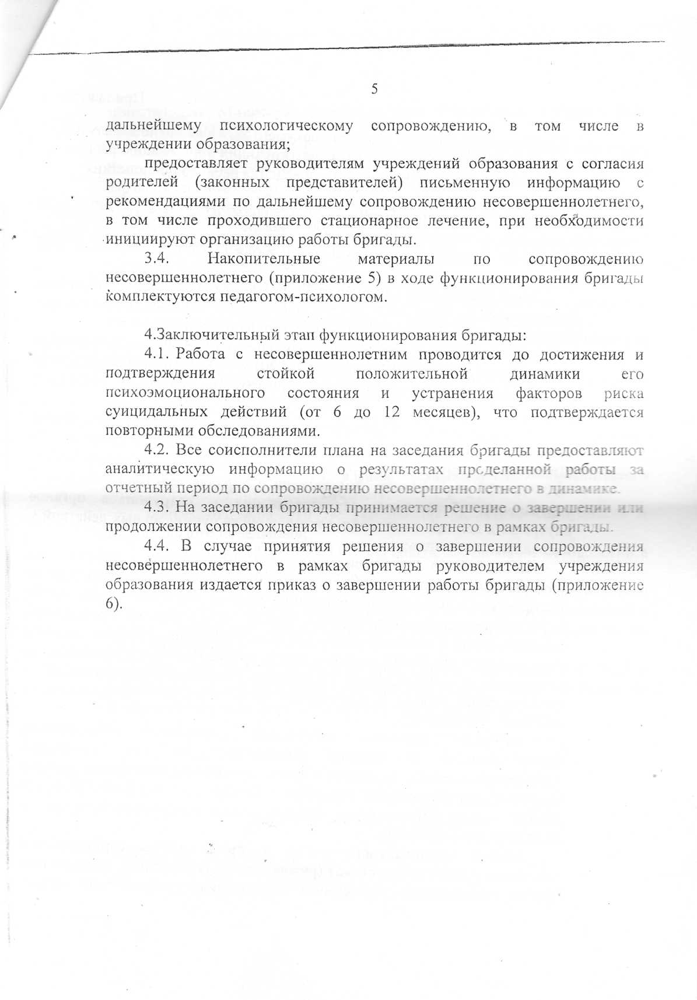 5
дальнейшему психологическому сопровождению, в том числе в
учреждении образования;
предоставляет руководителям учреждений образования с согласия
родителей (законных представителей) письменную информацию с
рекомендациями по дальнейшему сопровождению несовершеннолетнего,
в том числе проходившего стационарное лечение, при необходимости
инициируют организацию работы бригады.
3.4. Накопительные материалы по сопровождению
несовершеннолетнего (приложение 5) в ходе функционирования бригады
комплектуются педагогом-психологом.
4.Заключительный этап функционирования бригады:
4.1. Работа с несовершеннолетним проводится до достижения и
подтверждения стойкой положительной динамики его
психоэмоционального состояния и устранения факторов риска
суицидальных действий (от 6 до 12 месяцев), что подтверждается
повторными обследованиями.
4.2. Все соисполнители плана на заседания бригады предоставляют
аналитическую информацию о результатах проделанной работы за
отчетный период по сопровождению несовершеннолетнего в динамике.
4.3. На заседании бригады принимается решение о завершении или
продолжении сопровождения несовершеннолетнего в рамках бригады.
4.4. В случае принятия решения о завершении сопровождения
несовершеннолетнего в рамках бригады руководителем учреждения
образования издается приказ о завершении работы бригады (приложение
6).